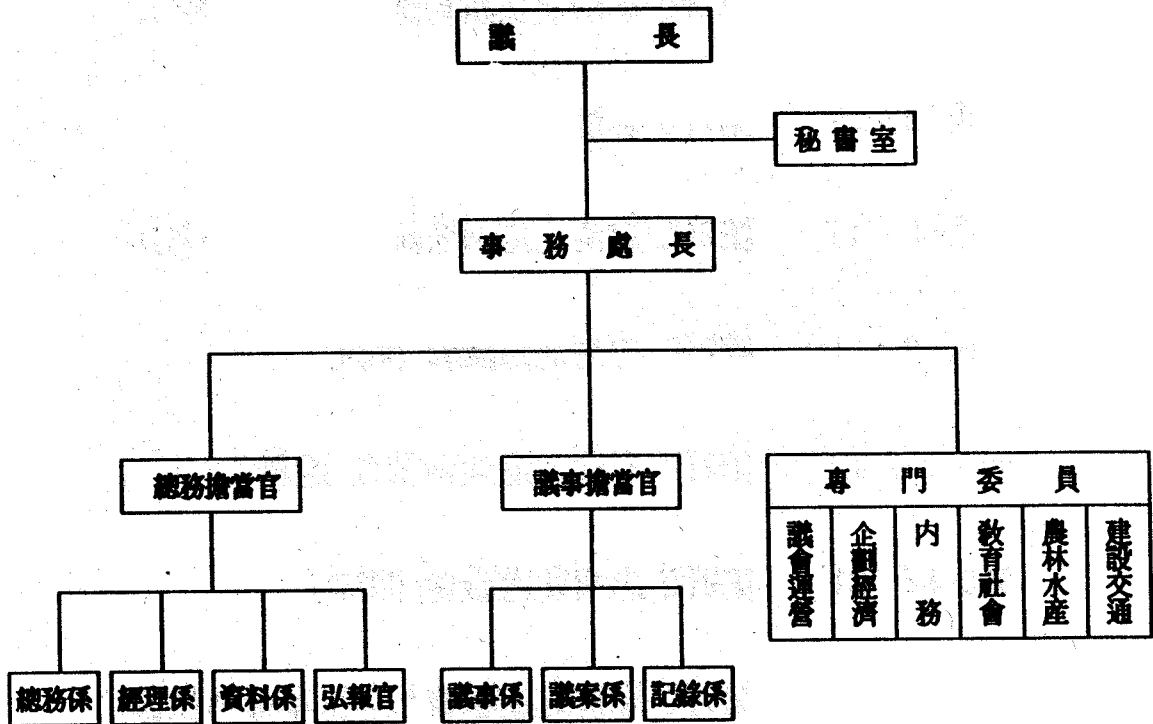 議長
秘書室
事務處長
總務擔當官
議事擔當官
專門委員
議會運營
企劃經濟
内務
敎育社會
農林水産
建設交通
總務係
經理係
資料係
弘報官
議事係
議案係
記錄係